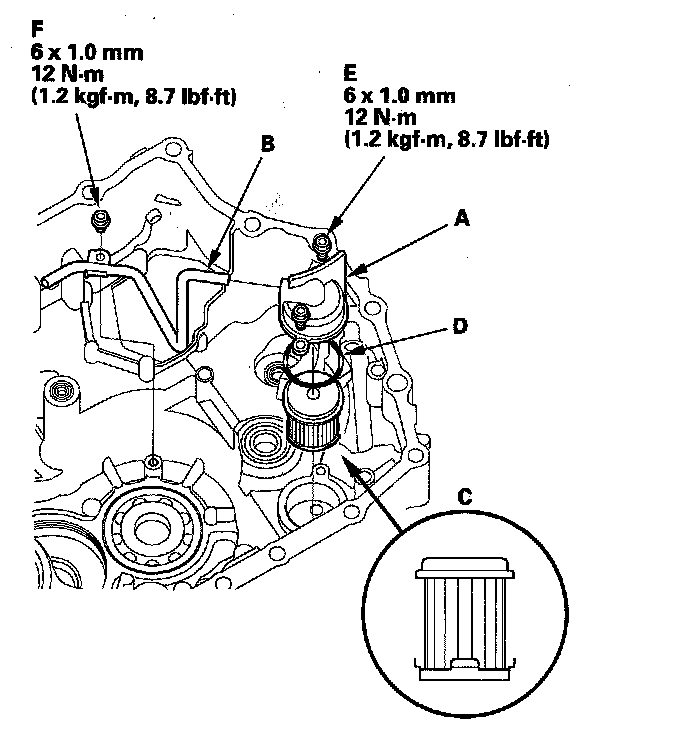 F
6 x 1.0 mm
12 N·m
(1.2 kgf·m, 8.7 lbf·ft)
E
6 x 1.0 mm
12 N·m
(1.2 kgf·m, 8.7 lbf·ft)
B
A
D
C